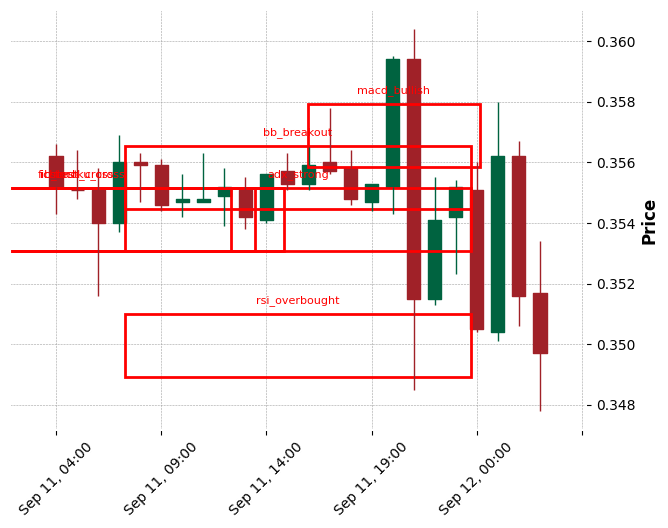 0.360
macd_bullish
0.358
bb_breakout
0.356
adx_strong
0.354
0.352
rsi_overbought
0.350
0.348
Price
Sep 11, 04:00
Sep 11, 09:00
Sep 11, 14:00
Sep 11, 19:00
Sep 12, 00:00